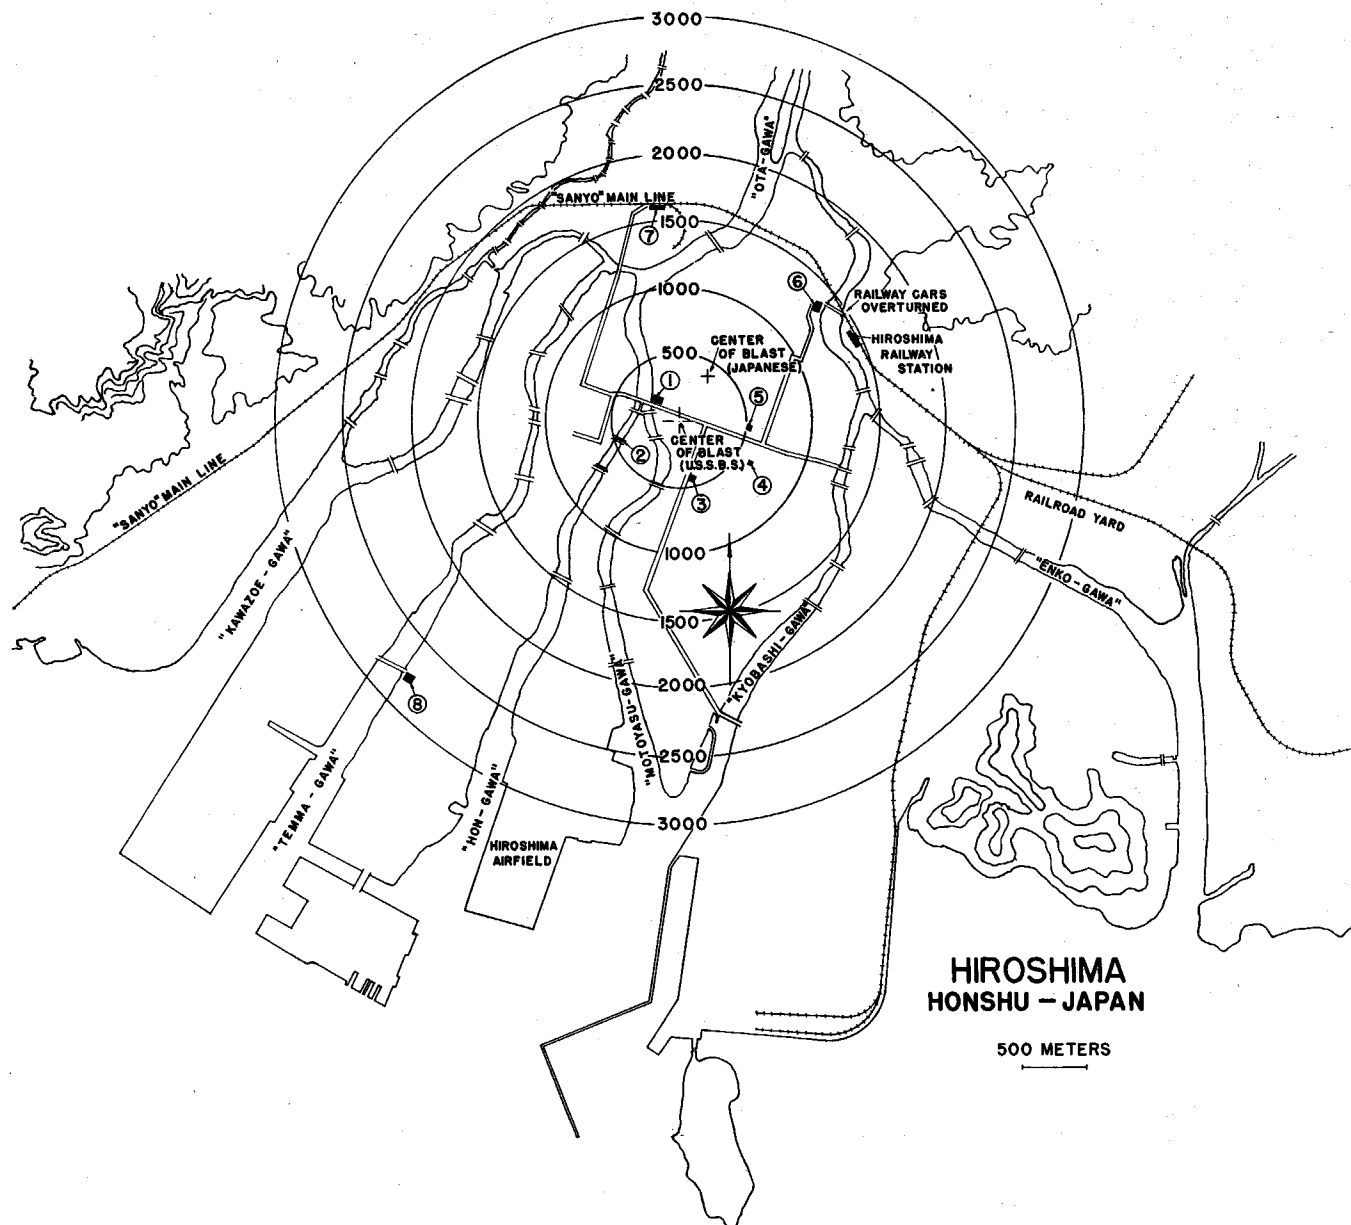 3000
2500
2000
"OTA-GAWA"
"SANYO" MAIN LINE
1500
⑦
1000
⑥
RAILWAY CARS
OVERTURNED
HIROSHIMA
RAILWAY
STATION
CENTER
OF BLAST
(JAPANESE)
500
①
⑤
②
CENTER
OF BLAST
(U.S.S.B.S.)
④
③
"SANYO" MAIN LINE
RAILROAD YARD
1000
"KAWAZOE-GAWA"
"ENKO-GAWA"
1500
"KYOBASHI-GAWA"
2000
"MOTOYASU-GAWA"
⑧
2500
"TEMMA-GAWA"
"HON-GAWA"
3000
HIROSHIMA
AIRFIELD
HIROSHIMA
HONSHU — JAPAN
500 METERS